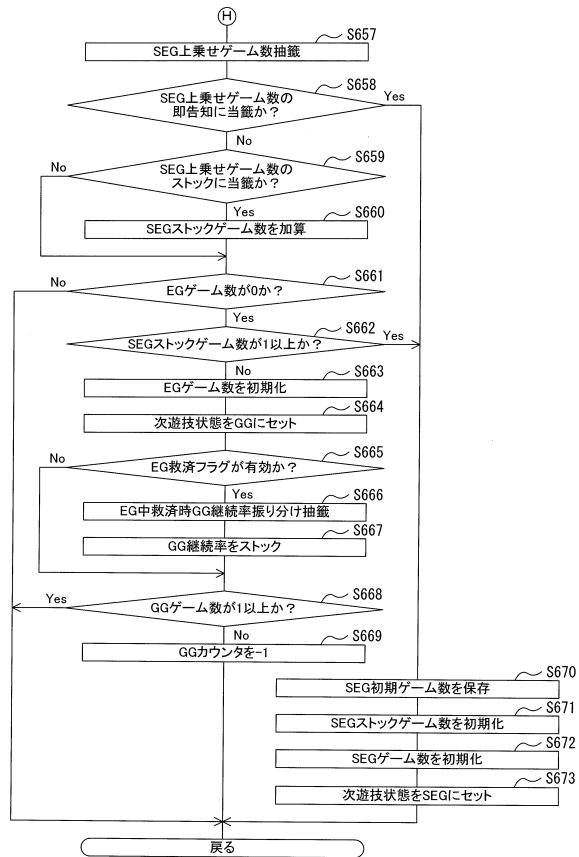 H
SEG上乗せゲーム数抽籤
S657
SEG上乗せゲーム数の
即告知に当籤か？
S658
Yes
No
SEG上乗せゲーム数の
ストックに当籤か？
S659
No
Yes
SEGストックゲーム数を加算
S660
EGゲーム数が0か？
S661
No
Yes
SEGストックゲーム数が1以上か？
S662
Yes
No
EGゲーム数を初期化
S663
次遊技状態をGGにセット
S664
EG救済フラグが有効か？
S665
No
Yes
EG中救済時GG継続率振り分け抽籤
S666
GG継続率をストック
S667
GGゲーム数が1以上か？
S668
Yes
No
GGカウンタを-1
S669
SEG初期ゲーム数を保存
S670
SEGストックゲーム数を初期化
S671
SEGゲーム数を初期化
S672
次遊技状態をSEGにセット
S673
戻る